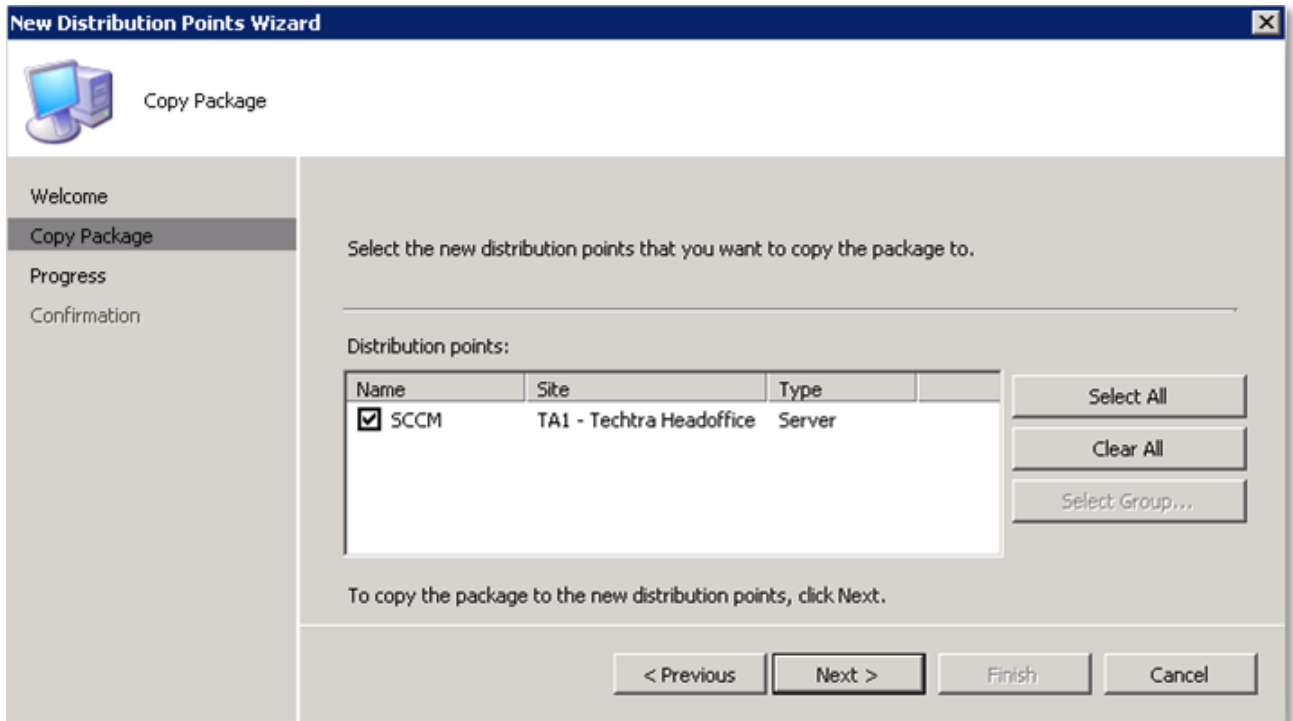 New Distribution Points Wizard
Copy Package
Welcome
Copy Package
Progress
Confirmation
Select the new distribution points that you want to copy the package to.
Distribution points:
Name Site Type
SCCM TA1 - Techtra Headoffice Server
Select All
Clear All
Select Group...
To copy the package to the new distribution points, click Next.
< Previous Next > Finish Cancel